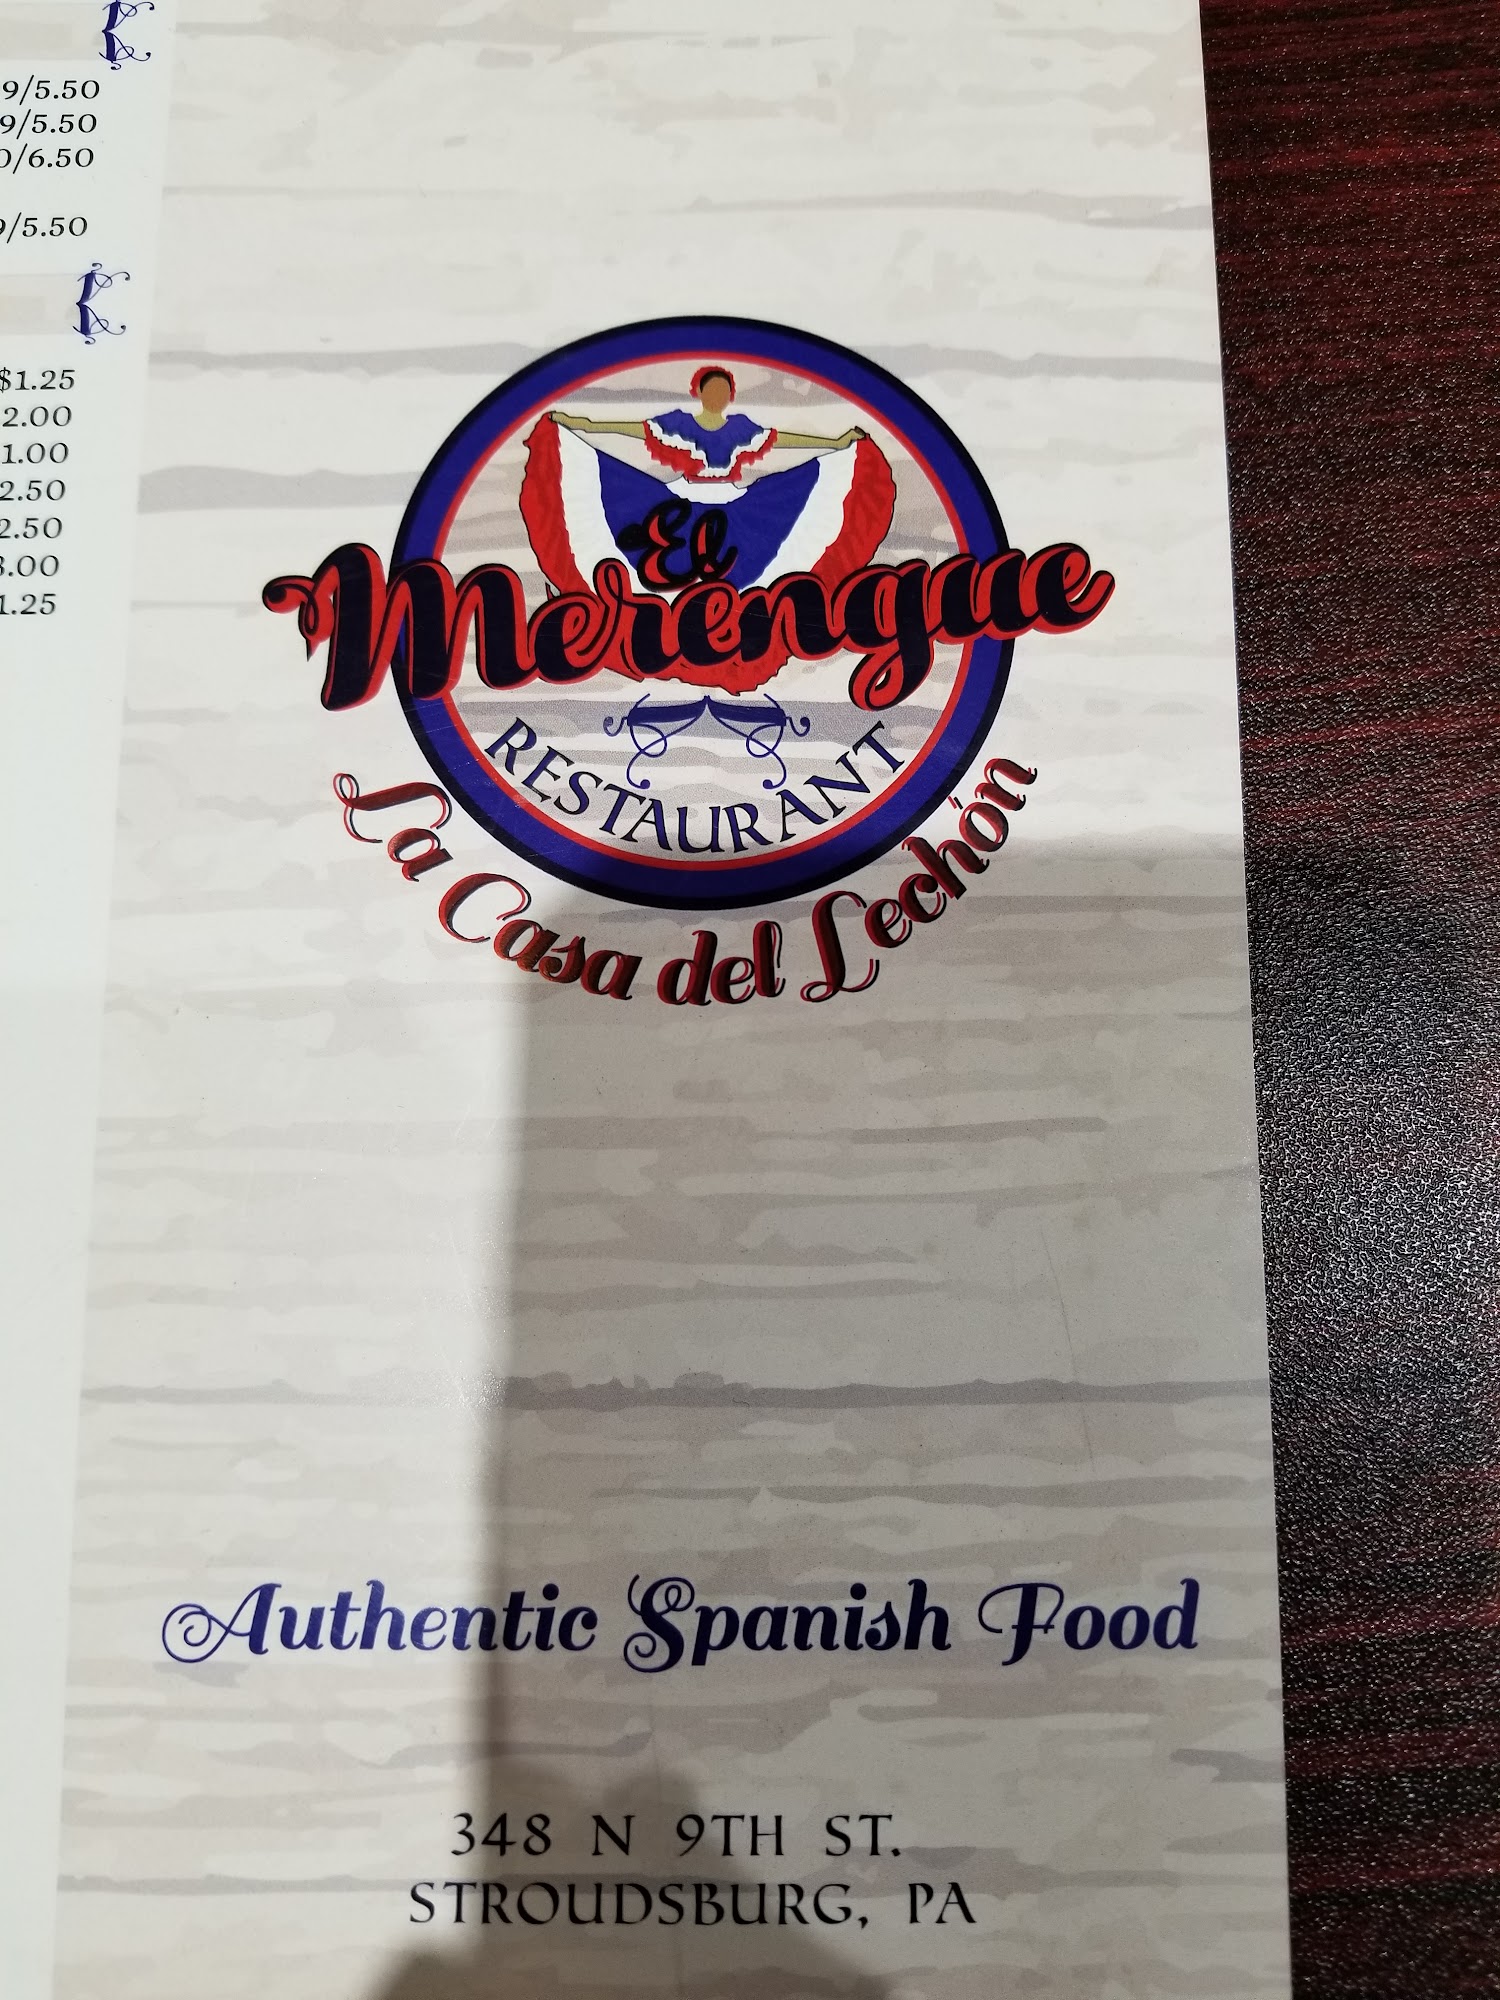 9/5.50
9/5.50
0/6.50
9/5.50
$1.25
2.00
1.00
2.50
2.50
3.00
1.25
El
Merengue
RESTAURANT
La Casa del Lechón
Authentic Spanish Food
348 N 9TH ST.
STROUDSBURG, PA